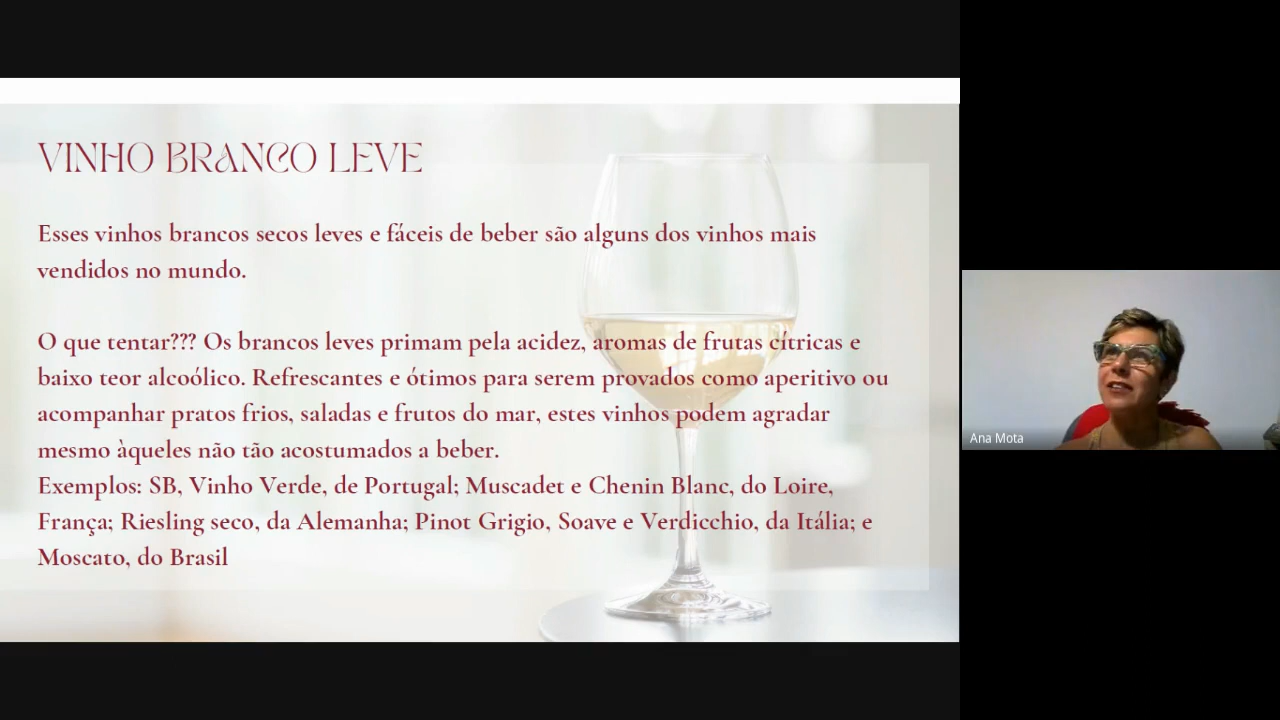 VINHO BRANCO LEVE
Esses vinhos brancos secos leves e fáceis de beber são alguns dos vinhos mais
vendidos no mundo.
O que tentar??? Os brancos leves primam pela acidez, aromas de frutas cítricas e
baixo teor alcoólico. Refrescantes e ótimos para serem provados como aperitivo ou
acompanhar pratos frios, saladas e frutos do mar, estes vinhos podem agradar
mesmo àqueles não tão acostumados a beber.
Exemplos: SB, Vinho Verde, de Portugal; Muscadet e Chenin Blanc, do Loire,
França; Riesling seco, da Alemanha; Pinot Grigio, Soave e Verdicchio, da Itália; e
Moscato, do Brasil
Ana Mota